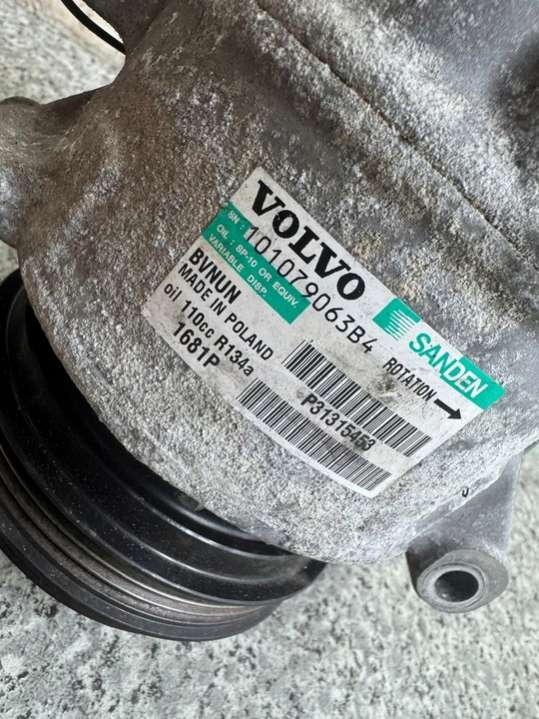 VOLVO
SANDEN
S/N : 101079063B4
OIL : SP-10 OR EQUIV.
VARIABLE DISP.
ROTATION →
BVNUN
MADE IN POLAND
oil 110cc R134a
1681P
P31315453